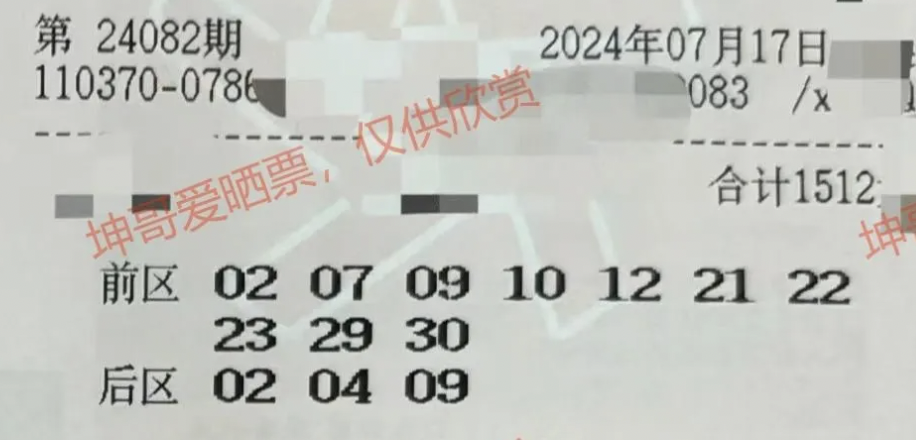 第 24082期 2024年07月17日
110370-0786 083 /x
合计1512
坤哥爱晒票，仅供欣赏
坤
前区 02 07 09 10 12 21 22
23 29 30
后区 02 04 09